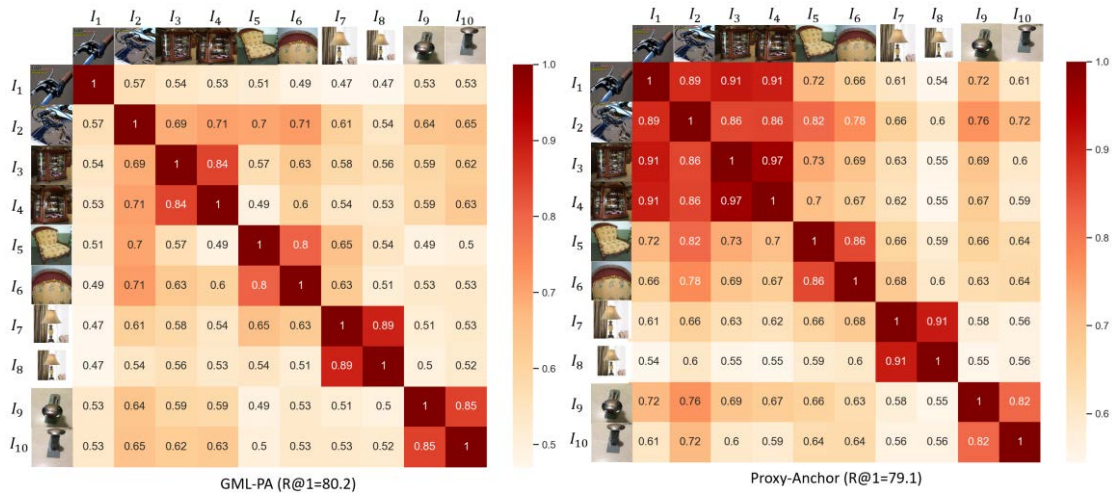 I1 I2 I3 I4 I5 I6 I7 I8 I9 I10
I1 1 0.57 0.54 0.53 0.51 0.49 0.47 0.47 0.53 0.53
I2 0.57 1 0.69 0.71 0.7 0.71 0.61 0.54 0.64 0.65
I3 0.54 0.69 1 0.84 0.57 0.63 0.58 0.56 0.59 0.62
I4 0.53 0.71 0.84 1 0.49 0.6 0.54 0.53 0.59 0.63
I5 0.51 0.7 0.57 0.49 1 0.8 0.65 0.54 0.49 0.5
I6 0.49 0.71 0.63 0.6 0.8 1 0.63 0.51 0.53 0.53
I7 0.47 0.61 0.58 0.54 0.65 0.63 1 0.89 0.51 0.53
I8 0.47 0.54 0.56 0.53 0.54 0.51 0.89 1 0.5 0.52
I9 0.53 0.64 0.59 0.59 0.49 0.53 0.51 0.5 1 0.85
I10 0.53 0.65 0.62 0.63 0.5 0.53 0.53 0.52 0.85 1
1.0
0.9
0.8
0.7
0.6
0.5
GML-PA (R@1=80.2)
I1 I2 I3 I4 I5 I6 I7 I8 I9 I10
I1 1 0.89 0.91 0.91 0.72 0.66 0.61 0.54 0.72 0.61
I2 0.89 1 0.86 0.86 0.82 0.78 0.66 0.6 0.76 0.72
I3 0.91 0.86 1 0.97 0.73 0.69 0.63 0.55 0.69 0.6
I4 0.91 0.86 0.97 1 0.7 0.67 0.62 0.55 0.67 0.59
I5 0.72 0.82 0.73 0.7 1 0.86 0.66 0.59 0.66 0.64
I6 0.66 0.78 0.69 0.67 0.86 1 0.68 0.6 0.63 0.64
I7 0.61 0.66 0.63 0.62 0.66 0.68 1 0.91 0.58 0.56
I8 0.54 0.6 0.55 0.55 0.59 0.6 0.91 1 0.55 0.56
I9 0.72 0.76 0.69 0.67 0.66 0.63 0.58 0.55 1 0.82
I10 0.61 0.72 0.6 0.59 0.64 0.64 0.56 0.56 0.82 1
1.0
0.9
0.8
0.7
0.6
Proxy-Anchor (R@1=79.1)